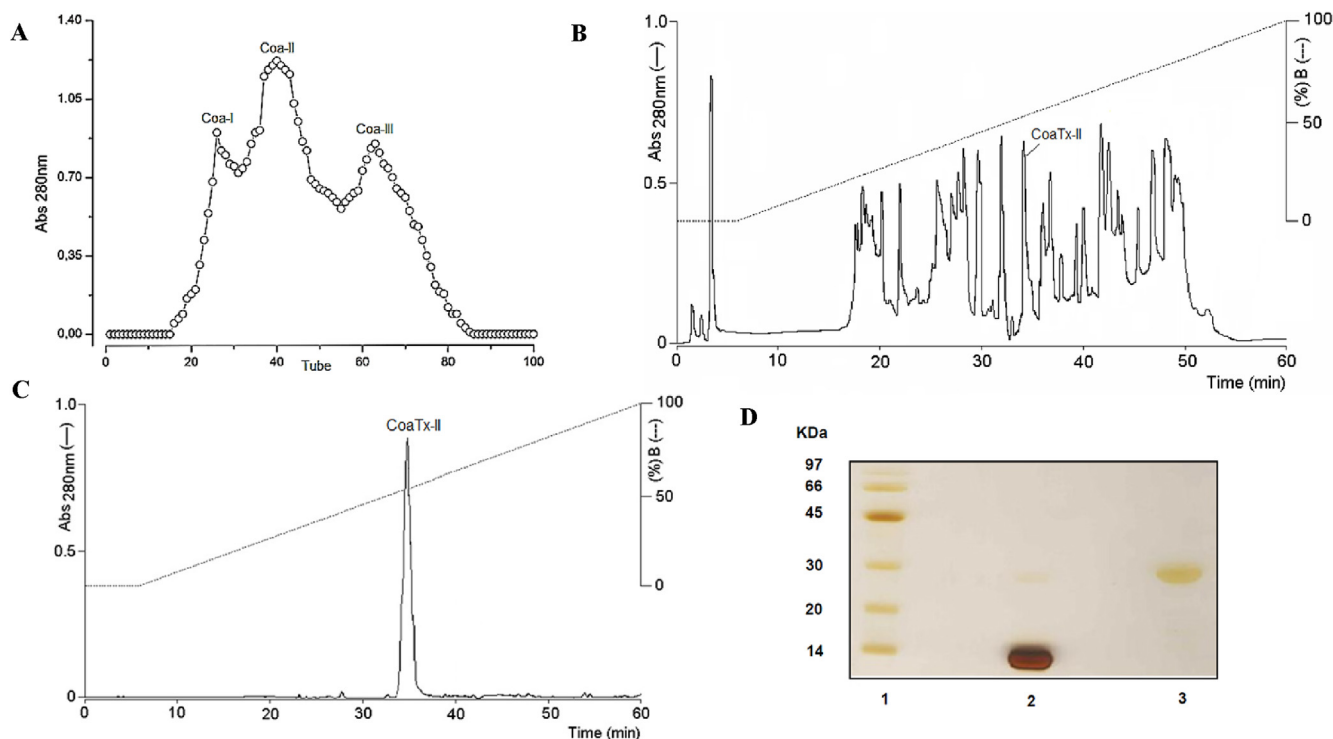 A
1.40
1.05
0.70
0.35
0.00
Abs 280nm
Coa-I
Coa-II
Coa-III
0
20
40
60
80
100
Tube
B
1.0
0.5
0
Abs 280nm (—)
CoaTx-II
100
50
0
(%) B (---)
0
10
20
30
40
50
60
Time (min)
C
1.0
0.5
0
Abs 280nm (—)
CoaTx-II
100
50
0
(%) B (---)
0
10
20
30
40
50
60
Time (min)
D
KDa
97
66
45
30
20
14
1 2 3